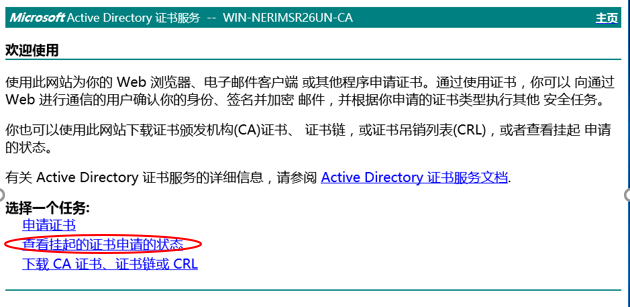 Microsoft Active Directory 证书服务 -- WIN-NERIMSR26UN-CA 主页
欢迎使用
使用此网站为你的 Web 浏览器、电子邮件客户端 或其他程序申请证书。通过使用证书，你可以 向通过
Web 进行通信的用户确认你的身份、签名并加密 邮件，并根据你申请的证书类型执行其他 安全任务。
你也可以使用此网站下载证书颁发机构(CA)证书、 证书链，或证书吊销列表(CRL)，或者查看挂起 申请
的状态。
有关 Active Directory 证书服务的详细信息，请参阅 Active Directory 证书服务文档.
选择一个任务:
申请证书
查看挂起的证书申请的状态
下载 CA 证书、证书链或 CRL